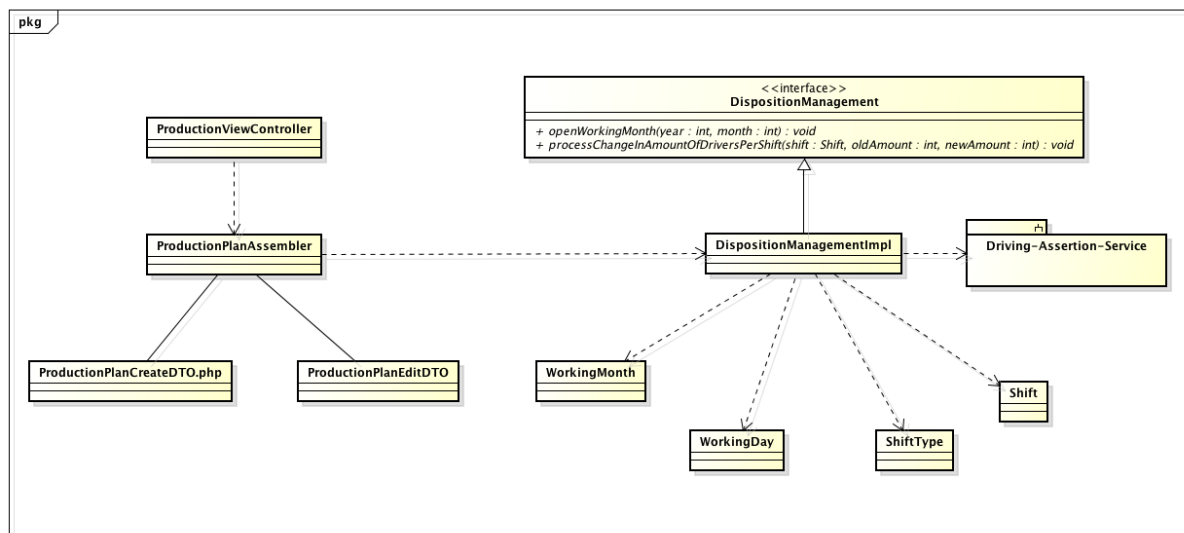 pkg
<<interface>>
DispositionManagement
+ openWorkingMonth(year : int, month : int) : void
+ processChangeInAmountOfDriversPerShift(shift : Shift, oldAmount : int, newAmount : int) : void
ProductionViewController
ProductionPlanAssembler
DispositionManagementImpl
Driving-Assertion-Service
ProductionPlanCreateDTO.php
ProductionPlanEditDTO
WorkingMonth
Shift
WorkingDay
ShiftType